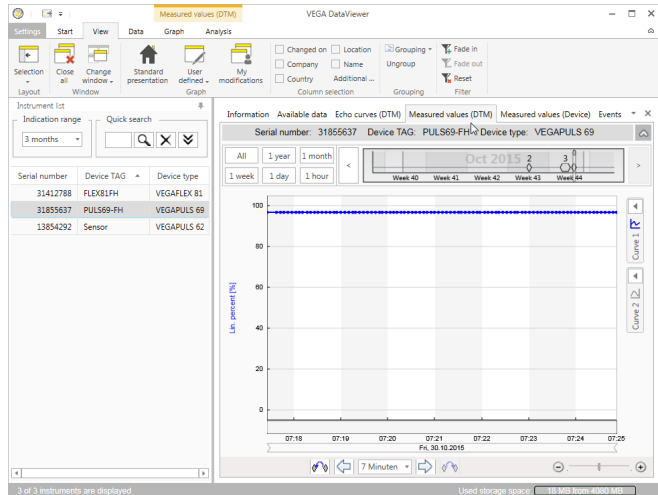 Measured values (DTM) VEGA DataViewer
Settings Start View Data Graph Analysis
Selection Close all Change window Standard presentation User defined My modifications
Changed on Location
Company Name
Country Additional ...
Grouping
Ungroup
Fade in
Fade out
Reset
Layout Window Graph Column selection Grouping Filter
Instrument list
Indication range Quick search
3 months
Serial number Device TAG Device type
31412788 FLEX81FH VEGAFLEX 81
31855637 PULS69-FH VEGAPULS 69
13854292 Sensor VEGAPULS 62
Information Available data Echo curves (DTM) Measured values (DTM) Measured values (Device) Events
Serial number: 31855637 Device TAG: PULS69-FH Device type: VEGAPULS 69
All 1 year 1 month
1 week 1 day 1 hour
< >
Oct 2015 2 3
Week 40 Week 41 Week 42 Week 43 Week 44
100
80
60
40
20
0
Lin. percent [%]
07:18 07:19 07:20 07:21 07:22 07:23 07:24 07:25
Fri, 30.10.2015
Curve 1
Curve 2
7 Minuten
3 of 3 instruments are displayed
Used storage space: 18 MB from 4000 MB